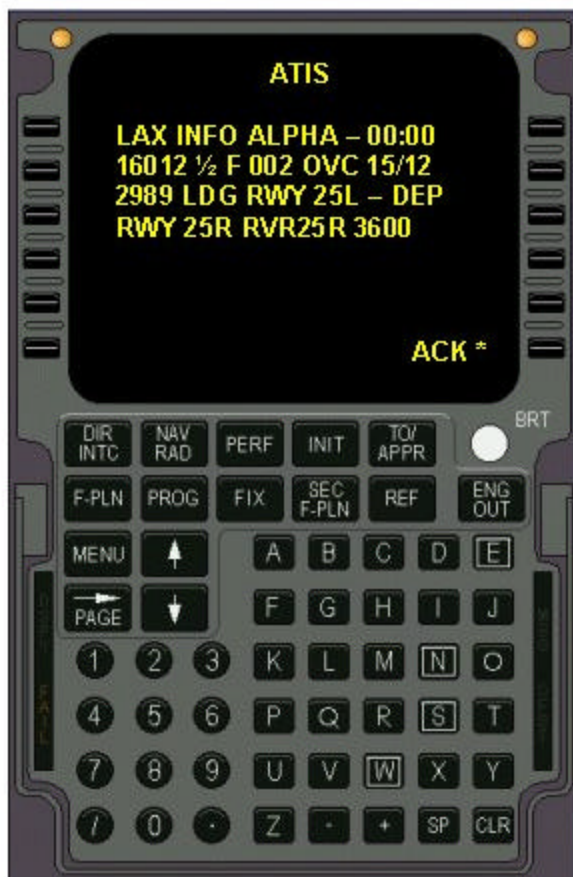 ATIS
LAX INFO ALPHA – 00:00
16012 ½ F 002 OVC 15/12
2989 LDG RWY 25L – DEP
RWY 25R RVR25R 3600
ACK *
BRT
DIR INTC NAV RAD PERF INIT TO/ APPR
F-PLN PROG FIX SEC F-PLN REF ENG OUT
MENU A B C D E
PAGE F G H I J
1 2 3 K L M N O
4 5 6 P Q R S T
7 8 9 U V W X Y
/ 0 · Z - + SP CLR
FAIL